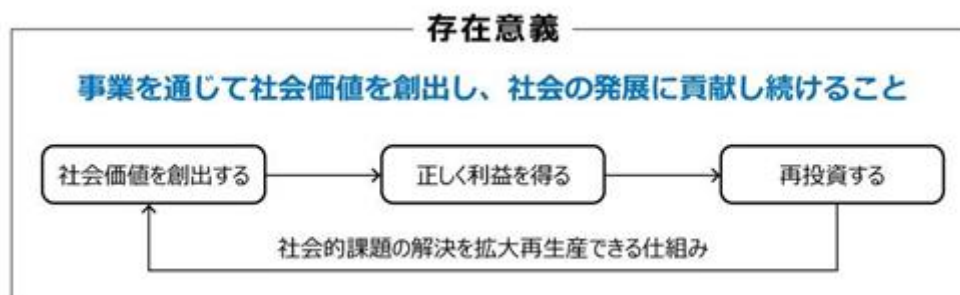 存在意義
事業を通じて社会価値を創出し、社会の発展に貢献し続けること
社会価値を創出する
正しく利益を得る
再投資する
社会的課題の解決を拡大再生産できる仕組み